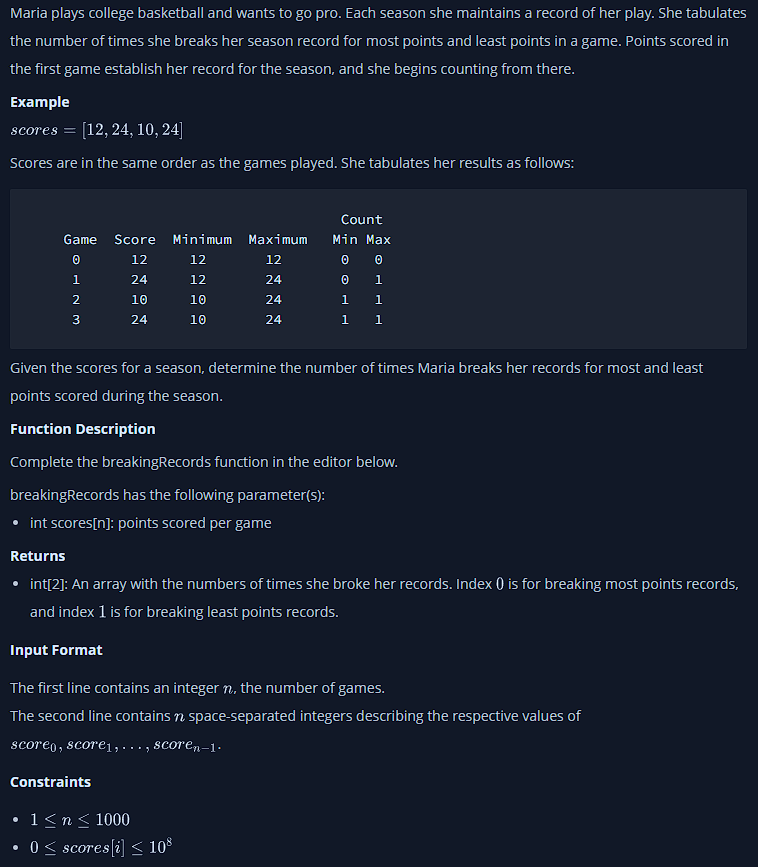 Maria plays college basketball and wants to go pro. Each season she maintains a record of her play. She tabulates
the number of times she breaks her season record for most points and least points in a game. Points scored in
the first game establish her record for the season, and she begins counting from there.
Example
scores = [12, 24, 10, 24]
Scores are in the same order as the games played. She tabulates her results as follows:
Count
Game Score Minimum Maximum Min Max
0 12 12 12 0 0
1 24 12 24 0 1
2 10 10 24 1 1
3 24 10 24 1 1
Given the scores for a season, determine the number of times Maria breaks her records for most and least
points scored during the season.
Function Description
Complete the breakingRecords function in the editor below.
breakingRecords has the following parameter(s):
• int scores[n]: points scored per game
Returns
• int[2]: An array with the numbers of times she broke her records. Index 0 is for breaking most points records,
and index 1 is for breaking least points records.
Input Format
The first line contains an integer n, the number of games.
The second line contains n space-separated integers describing the respective values of
score₀, score₁, . . . , scoreₙ₋₁.
Constraints
• 1 ≤ n ≤ 1000
• 0 ≤ scores[i] ≤ 10⁸